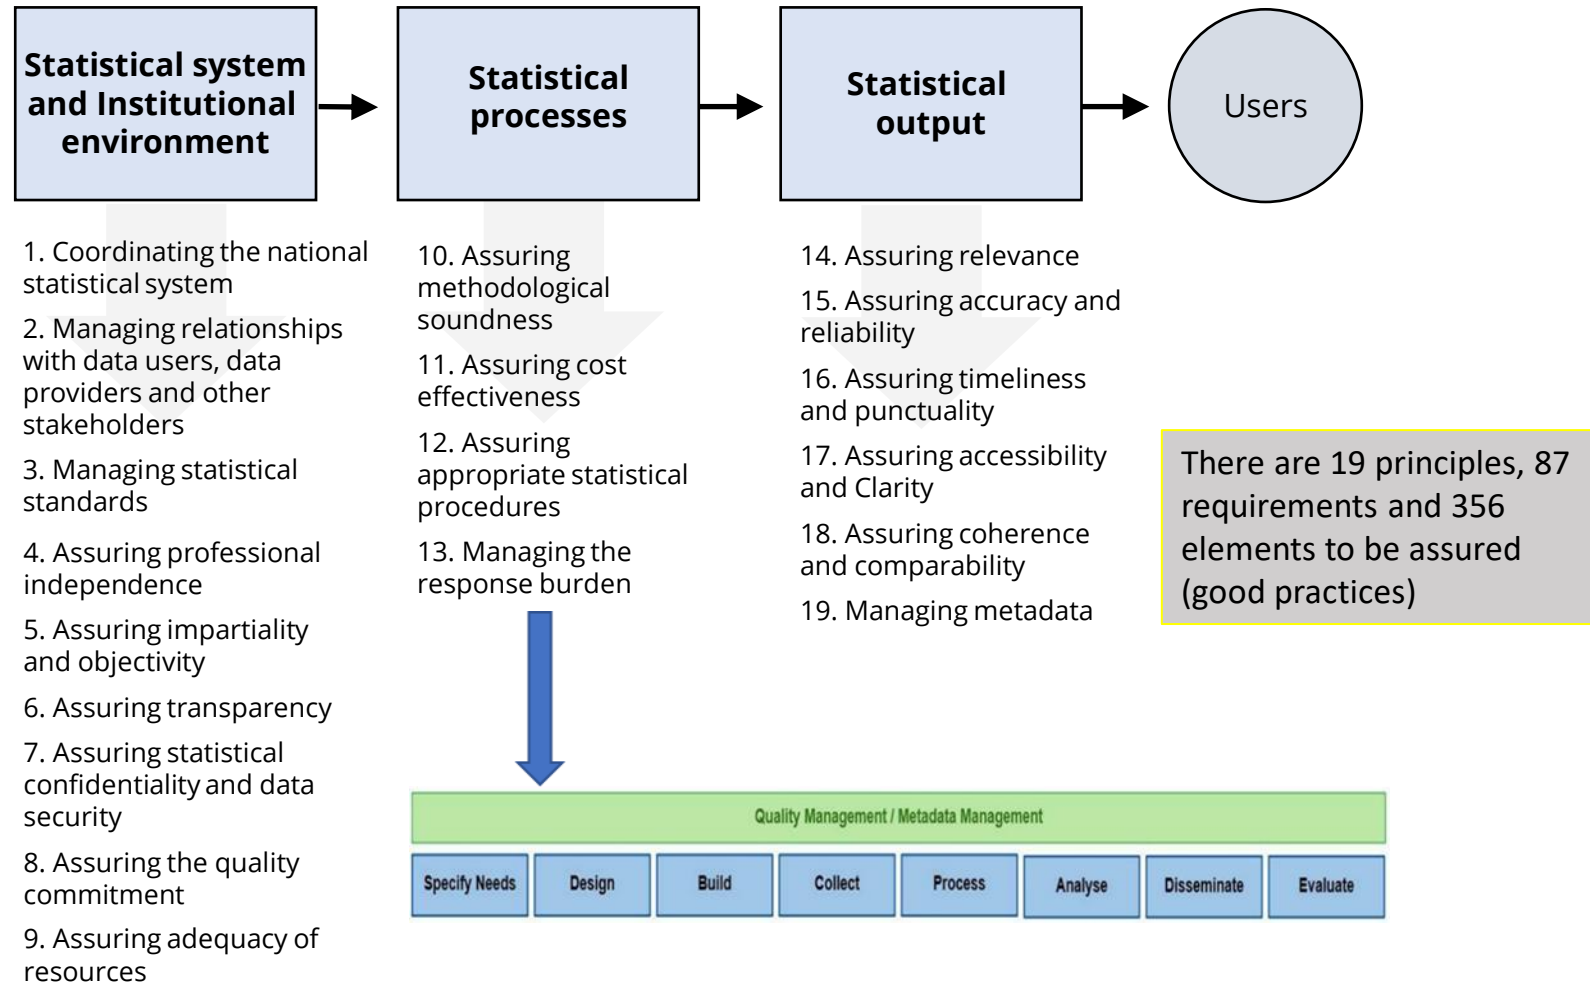 Statistical system
and Institutional
environment
Statistical
processes
Statistical
output
Users
1. Coordinating the national
statistical system
2. Managing relationships
with data users, data
providers and other
stakeholders
3. Managing statistical
standards
4. Assuring professional
independence
5. Assuring impartiality
and objectivity
6. Assuring transparency
7. Assuring statistical
confidentiality and data
security
8. Assuring the quality
commitment
9. Assuring adequacy of
resources
10. Assuring
methodological
soundness
11. Assuring cost
effectiveness
12. Assuring
appropriate statistical
procedures
13. Managing the
response burden
14. Assuring relevance
15. Assuring accuracy and
reliability
16. Assuring timeliness
and punctuality
17. Assuring accessibility
and Clarity
18. Assuring coherence
and comparability
19. Managing metadata
There are 19 principles, 87
requirements and 356
elements to be assured
(good practices)
Quality Management / Metadata Management
Specify Needs
Design
Build
Collect
Process
Analyse
Disseminate
Evaluate